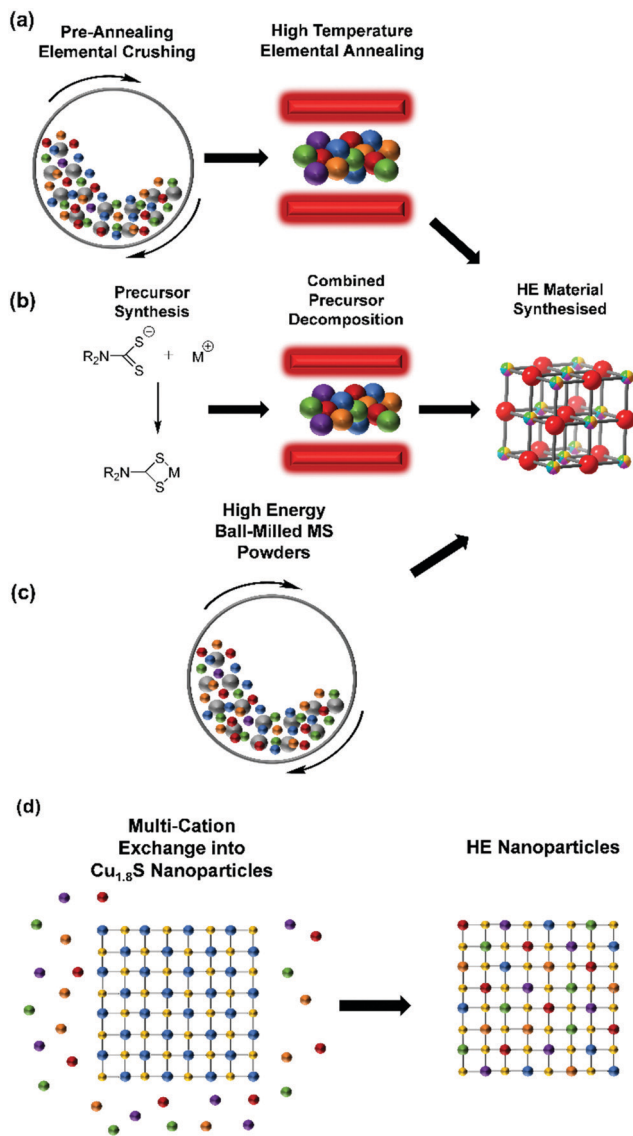 (a)
Pre-Annealing
Elemental Crushing
High Temperature
Elemental Annealing
(b)
Precursor
Synthesis
Combined
Precursor
Decomposition
HE Material
Synthesised
R₂N S⊖ S + M⊕
R₂N S S M
High Energy
Ball-Milled MS
Powders
(c)
(d)
Multi-Cation
Exchange into
Cu₁.₈S Nanoparticles
HE Nanoparticles